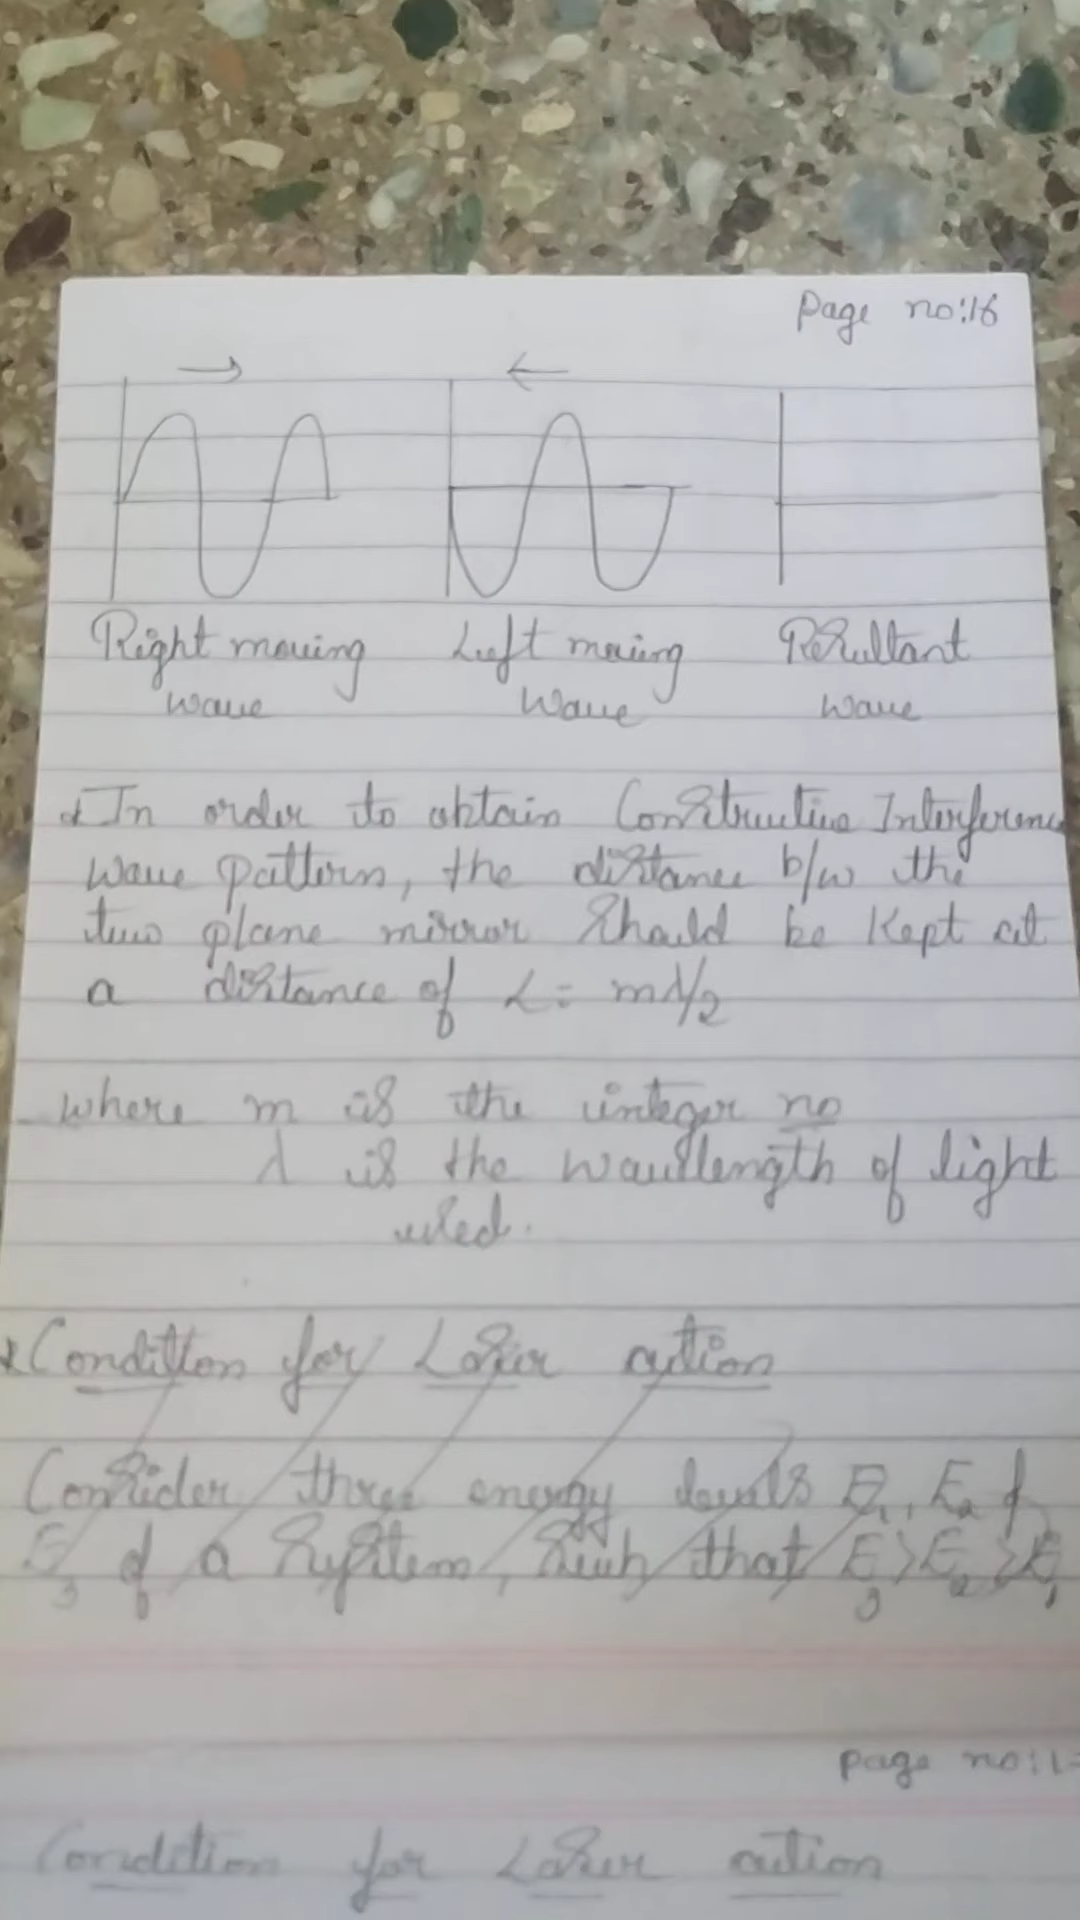 Page no:16
Right moving Left moving Resultant
wave wave wave
In order to obtain Constructive Interference
wave pattern, the distance b/w the
two plane mirror should be kept at
a distance of L = mλ/2
where m is the integer no
λ is the wavelength of light
used.
Condition for Laser action
Consider three energy levels E1, E2 &
E3 of a system, such that E3 > E2 > E1
Page no:1
Condition for Laser action